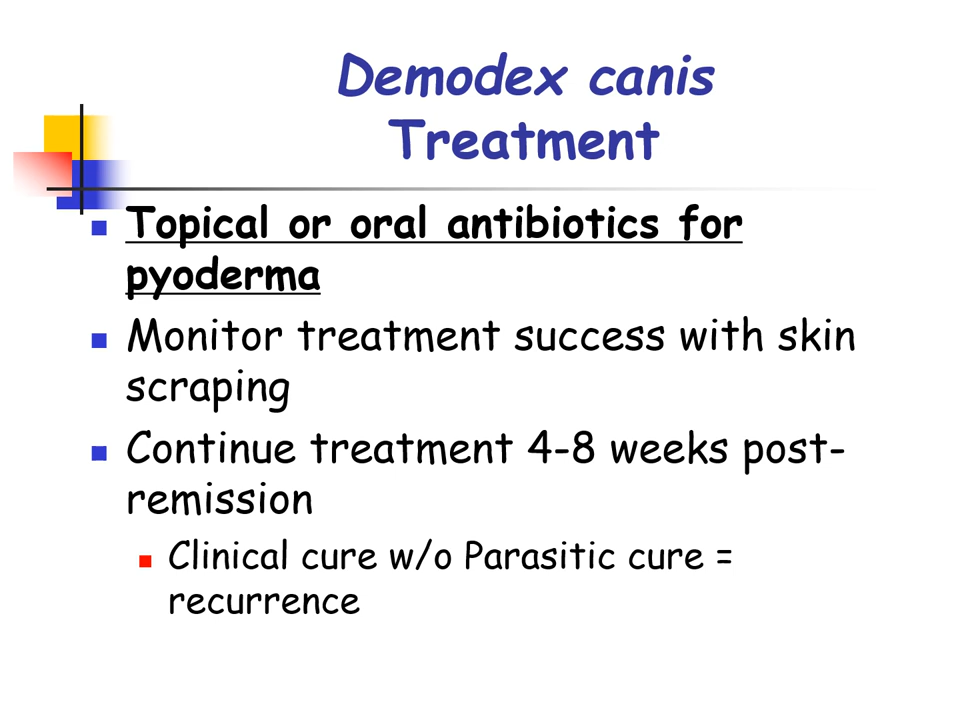 Demodex canis
Treatment
Topical or oral antibiotics for
pyoderma
Monitor treatment success with skin
scraping
Continue treatment 4-8 weeks post-
remission
Clinical cure w/o Parasitic cure =
recurrence